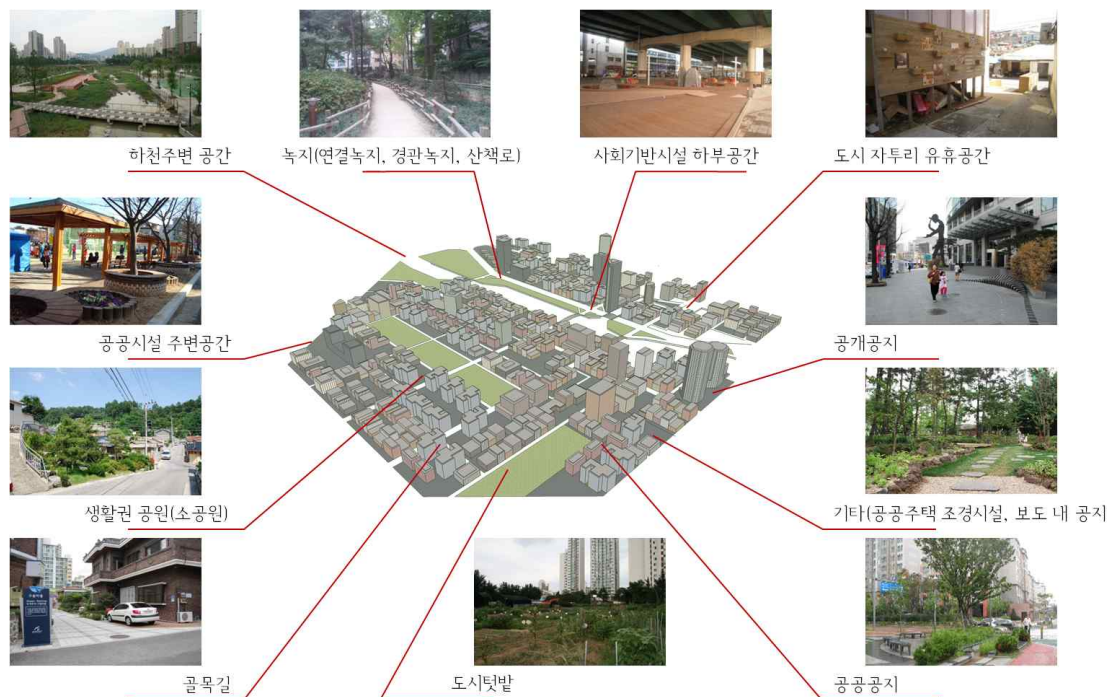 하천주변 공간
녹지(연결녹지, 경관녹지, 산책로)
사회기반시설 하부공간
도시 자투리 유휴공간
공공시설 주변공간
공개공지
생활권 공원(소공원)
기타(공공주택 조경시설, 보도 내 공지
골목길
도시텃밭
공공공지